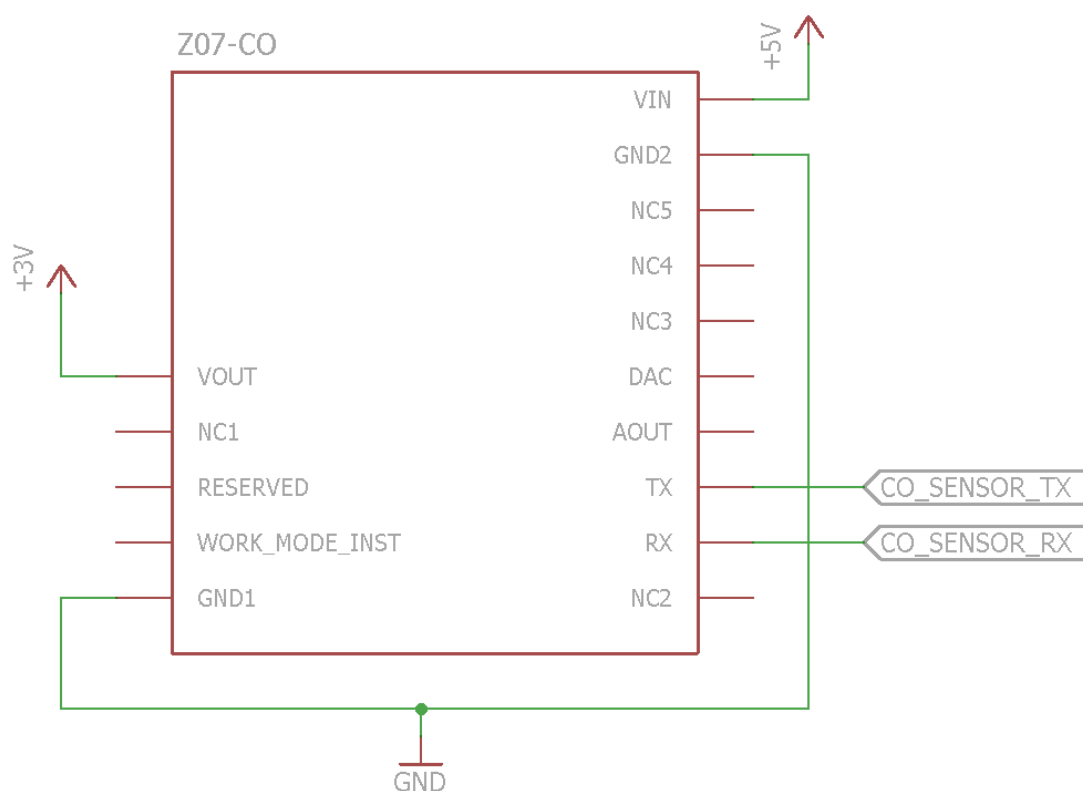 Z07-CO
+5V
VIN
GND2
NC5
NC4
NC3
+3V
VOUT
DAC
NC1
AOUT
RESERVED
TX
CO_SENSOR_TX
WORK_MODE_INST
RX
CO_SENSOR_RX
GND1
NC2
GND